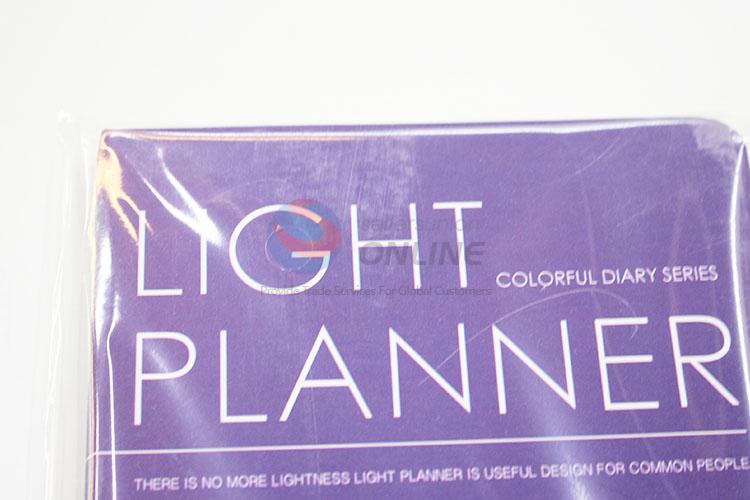 LIGHT
COLORFUL DIARY SERIES
PLANNER
THERE IS NO MORE LIGHTNESS LIGHT PLANNER IS USEFUL DESIGN FOR COMMON PEOPLE
sellersunion
ONLINE
Provide Trade Services For Global Customers